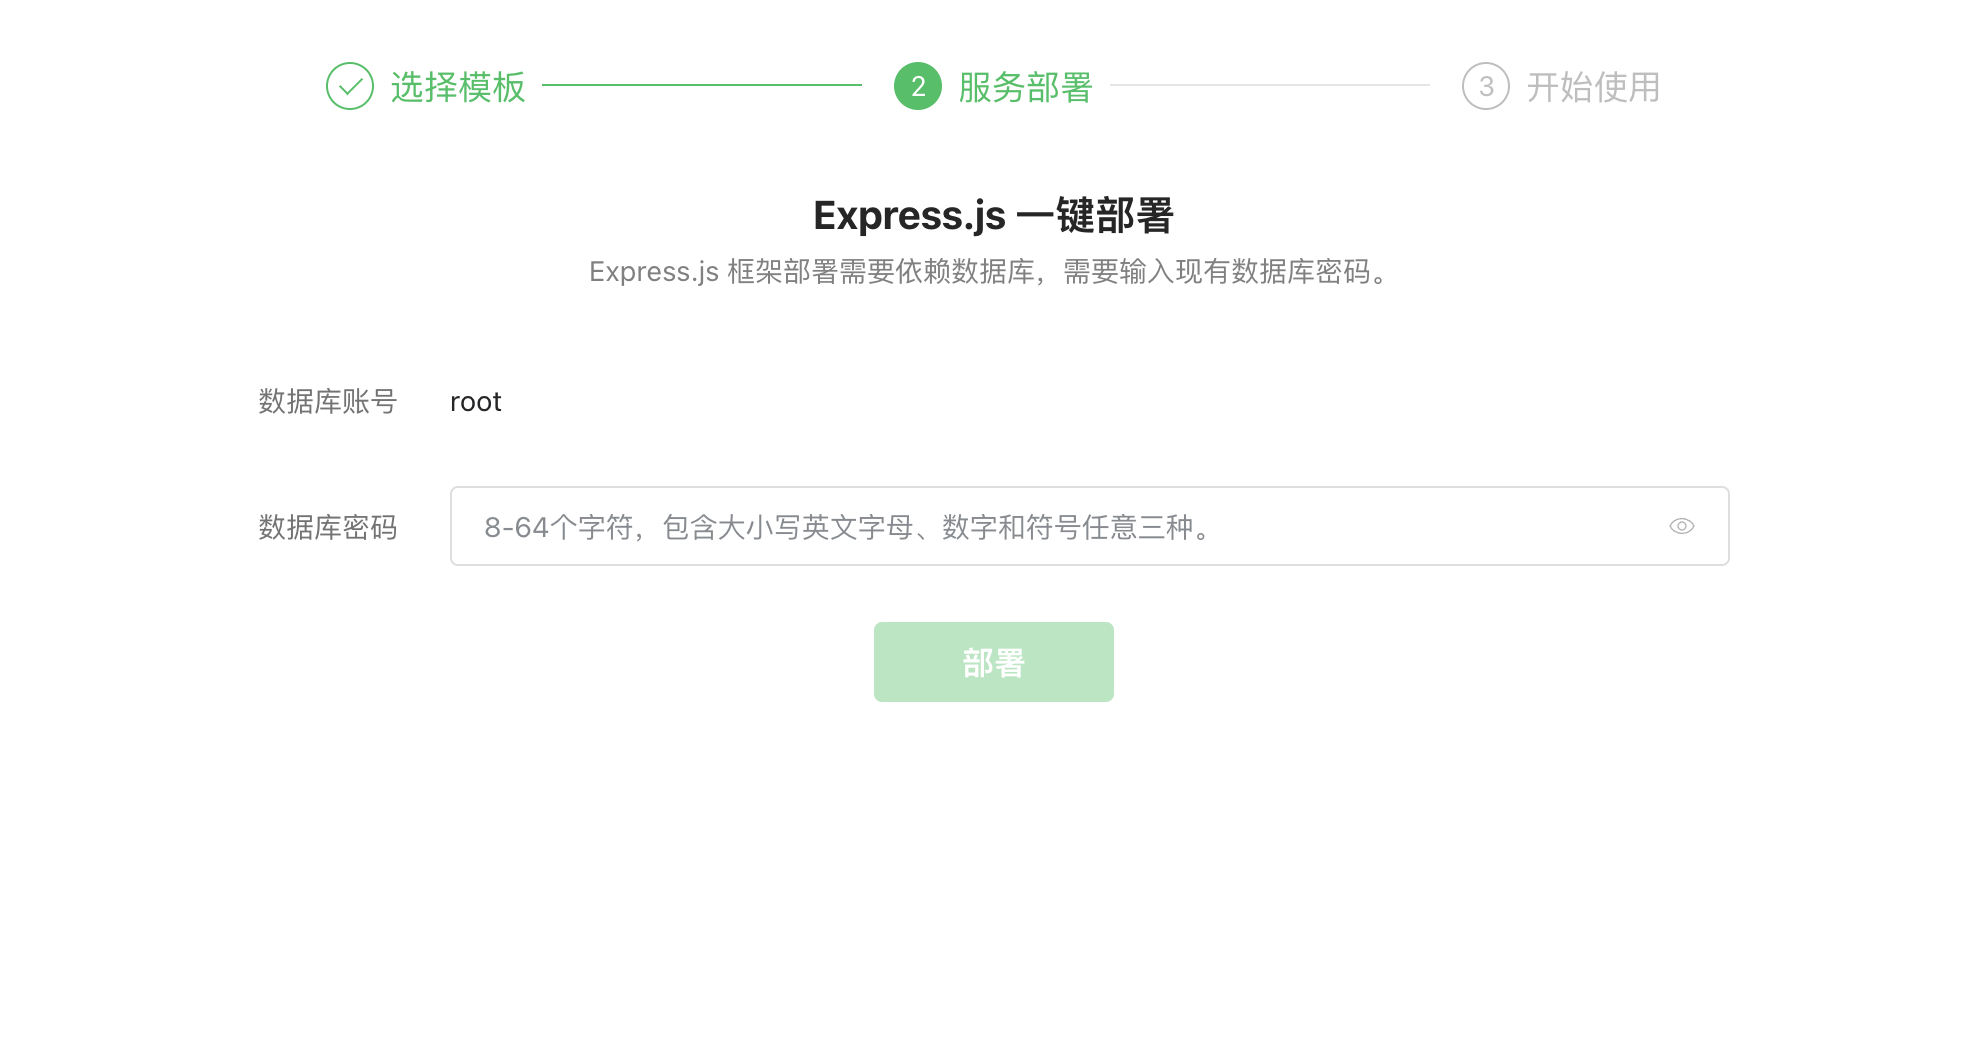 选择模板
2 服务部署
3 开始使用
Express.js 一键部署
Express.js 框架部署需要依赖数据库，需要输入现有数据库密码。
数据库账号 root
数据库密码 8-64个字符，包含大小写英文字母、数字和符号任意三种。
部署